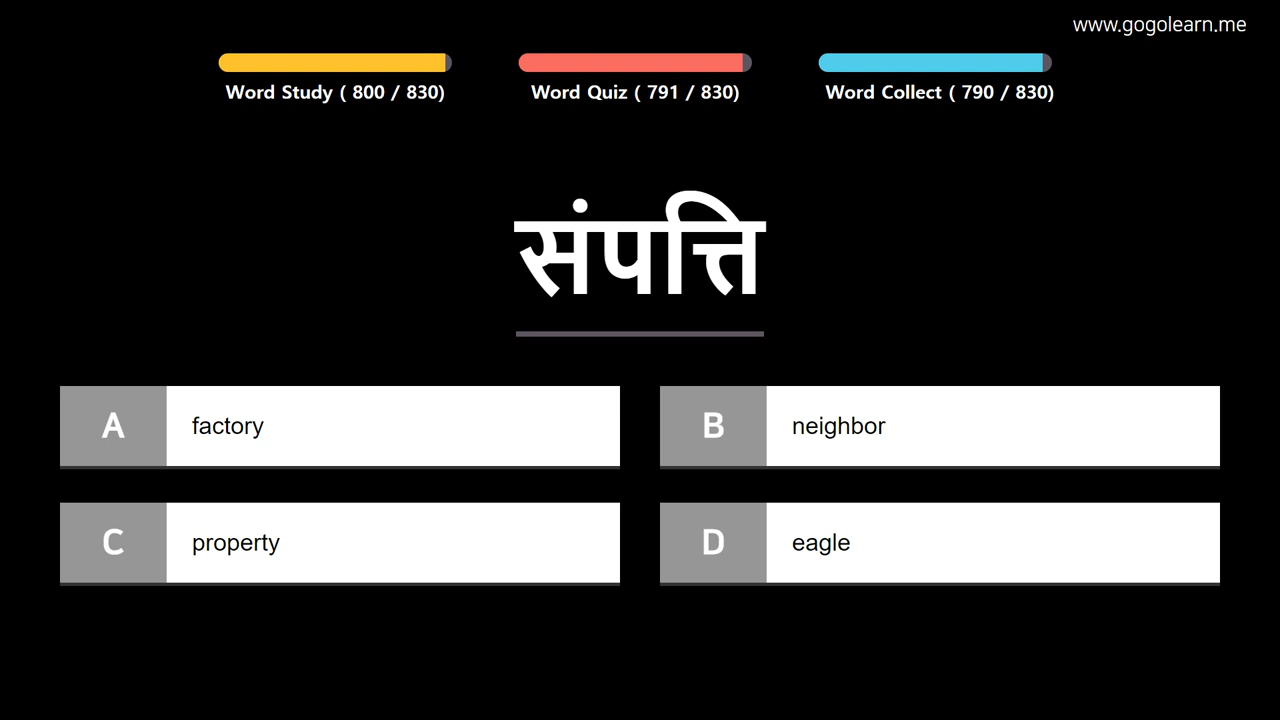 www.gogolearn.me
Word Study ( 800 / 830)
Word Quiz ( 791 / 830)
Word Collect ( 790 / 830)
संपत्ति
A factory
B neighbor
C property
D eagle